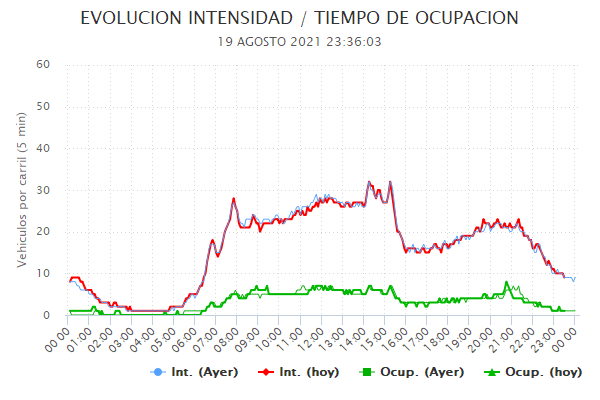 EVOLUCION INTENSIDAD / TIEMPO DE OCUPACION
19 AGOSTO 2021 23:36:03
Vehiculos por carril (5 min)
60
50
40
30
20
10
0
00:00 01:00 02:00 03:00 04:00 05:00 06:00 07:00 08:00 09:00 10:00 11:00 12:00 13:00 14:00 15:00 16:00 17:00 18:00 19:00 20:00 21:00 22:00 23:00 00:00
Int. (Ayer) Int. (hoy) Ocup. (Ayer) Ocup. (hoy)